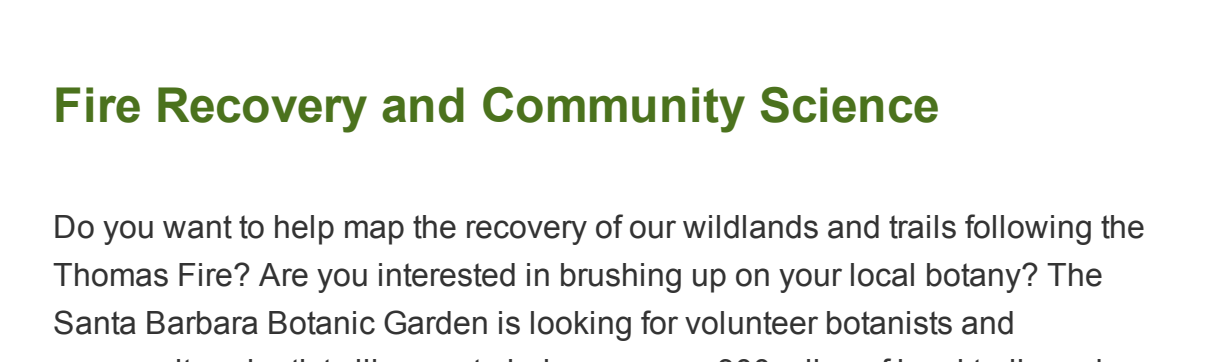 Fire Recovery and Community Science
Do you want to help map the recovery of our wildlands and trails following the
Thomas Fire? Are you interested in brushing up on your local botany? The
Santa Barbara Botanic Garden is looking for volunteer botanists and